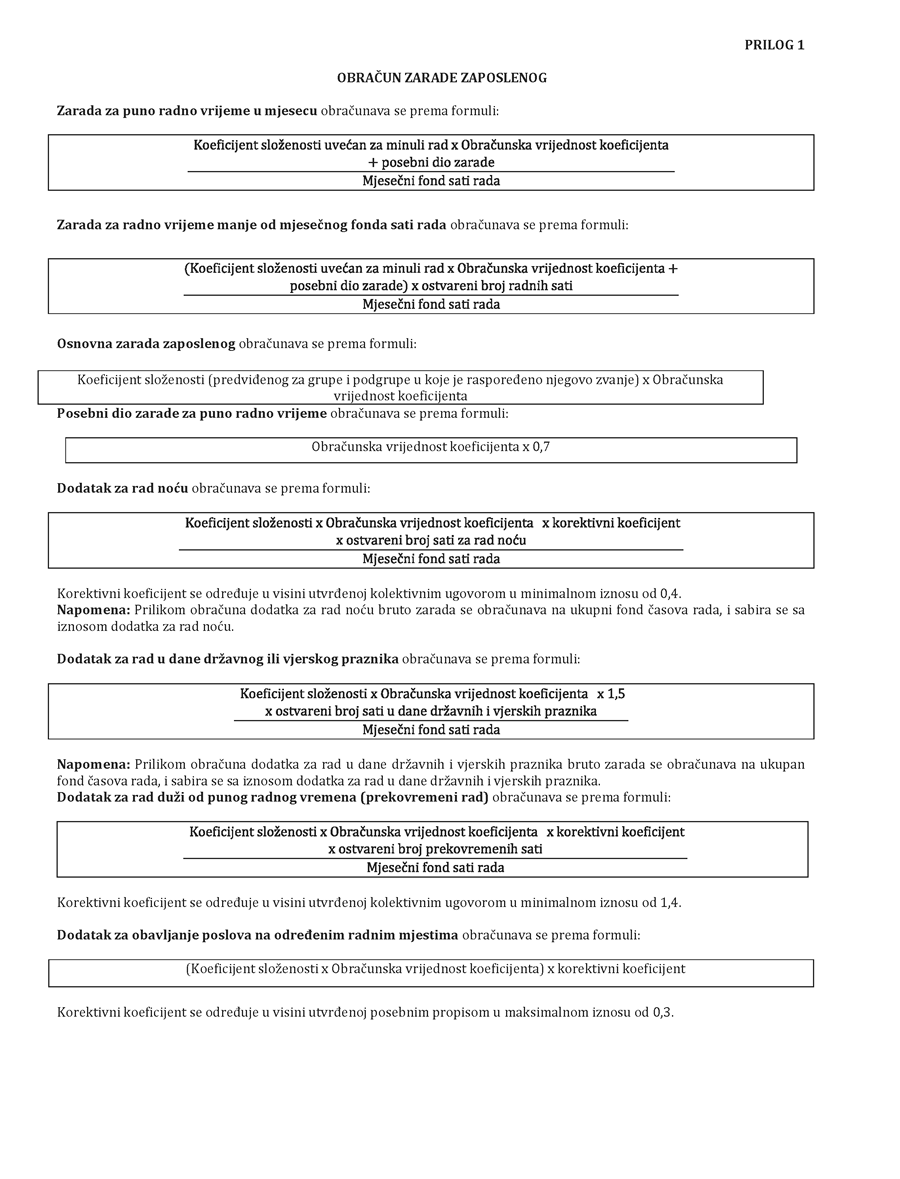 PRILOG 1
OBRAČUN ZARADE ZAPOSLENOG
Zarada za puno radno vrijeme u mjesecu obračunava se prema formuli:
Koeficijent složenosti uvećan za minuli rad x Obračunska vrijednost koeficijenta
+ posebni dio zarade
Mjesečni fond sati rada
Zarada za radno vrijeme manje od mjesečnog fonda sati rada obračunava se prema formuli:
(Koeficijent složenosti uvećan za minuli rad x Obračunska vrijednost koeficijenta +
posebni dio zarade) x ostvareni broj radnih sati
Mjesečni fond sati rada
Osnovna zarada zaposlenog obračunava se prema formuli:
Koeficijent složenosti (predviđenog za grupe i podgrupe u koje je raspoređeno njegovo zvanje) x Obračunska
vrijednost koeficijenta
Posebni dio zarade za puno radno vrijeme obračunava se prema formuli:
Obračunska vrijednost koeficijenta x 0,7
Dodatak za rad noću obračunava se prema formuli:
Koeficijent složenosti x Obračunska vrijednost koeficijenta x korektivni koeficijent
x ostvareni broj sati za rad noću
Mjesečni fond sati rada
Korektivni koeficijent se određuje u visini utvrđenoj kolektivnim ugovorom u minimalnom iznosu od 0,4.
Napomena: Prilikom obračuna dodatka za rad noću bruto zarada se obračunava na ukupni fond časova rada, i sabira se sa
iznosom dodatka za rad noću.
Dodatak za rad u dane državnog ili vjerskog praznika obračunava se prema formuli:
Koeficijent složenosti x Obračunska vrijednost koeficijenta x 1,5
x ostvareni broj sati u dane državnih i vjerskih praznika
Mjesečni fond sati rada
Napomena: Prilikom obračuna dodatka za rad u dane državnih i vjerskih praznika bruto zarada se obračunava na ukupan
fond časova rada, i sabira se sa iznosom dodatka za rad u dane državnih i vjerskih praznika.
Dodatak za rad duži od punog radnog vremena (prekovremeni rad) obračunava se prema formuli:
Koeficijent složenosti x Obračunska vrijednost koeficijenta x korektivni koeficijent
x ostvareni broj prekovremenih sati
Mjesečni fond sati rada
Korektivni koeficijent se određuje u visini utvrđenoj kolektivnim ugovorom u minimalnom iznosu od 1,4.
Dodatak za obavljanje poslova na određenim radnim mjestima obračunava se prema formuli:
(Koeficijent složenosti x Obračunska vrijednost koeficijenta) x korektivni koeficijent
Korektivni koeficijent se određuje u visini utvrđenoj posebnim propisom u maksimalnom iznosu od 0,3.